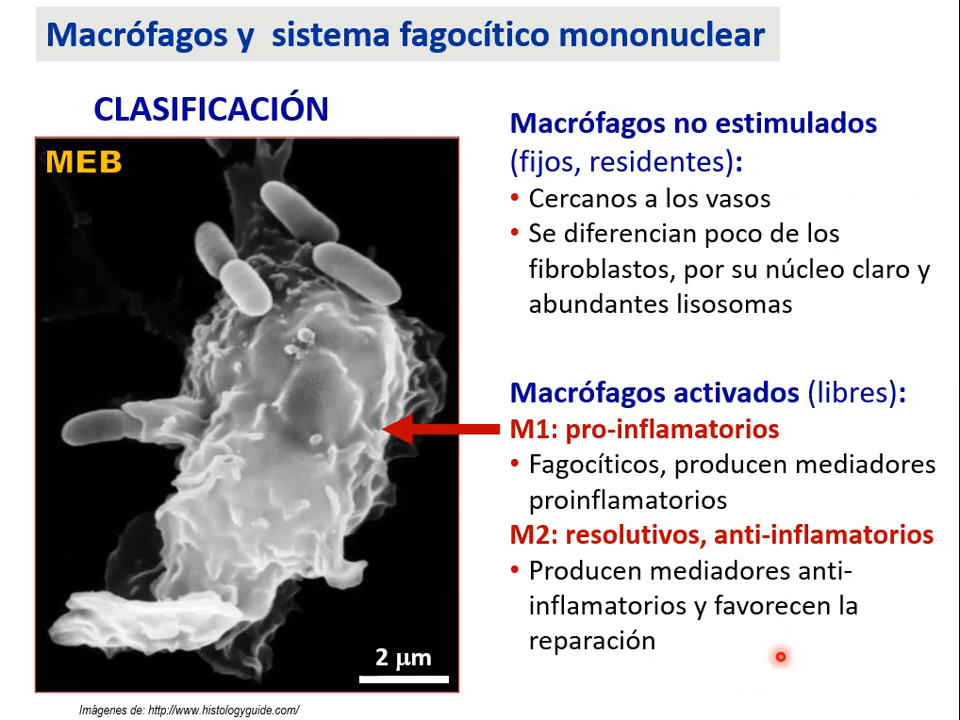 Macrófagos y sistema fagocítico mononuclear
CLASIFICACIÓN
MEB
2 µm
Imágenes de: http://www.histologyguide.com/
Macrófagos no estimulados
(fijos, residentes):
• Cercanos a los vasos
• Se diferencian poco de los
fibroblastos, por su núcleo claro y
abundantes lisosomas
Macrófagos activados (libres):
M1: pro-inflamatorios
• Fagocíticos, producen mediadores
proinflamatorios
M2: resolutivos, anti-inflamatorios
• Producen mediadores anti-
inflamatorios y favorecen la
reparación